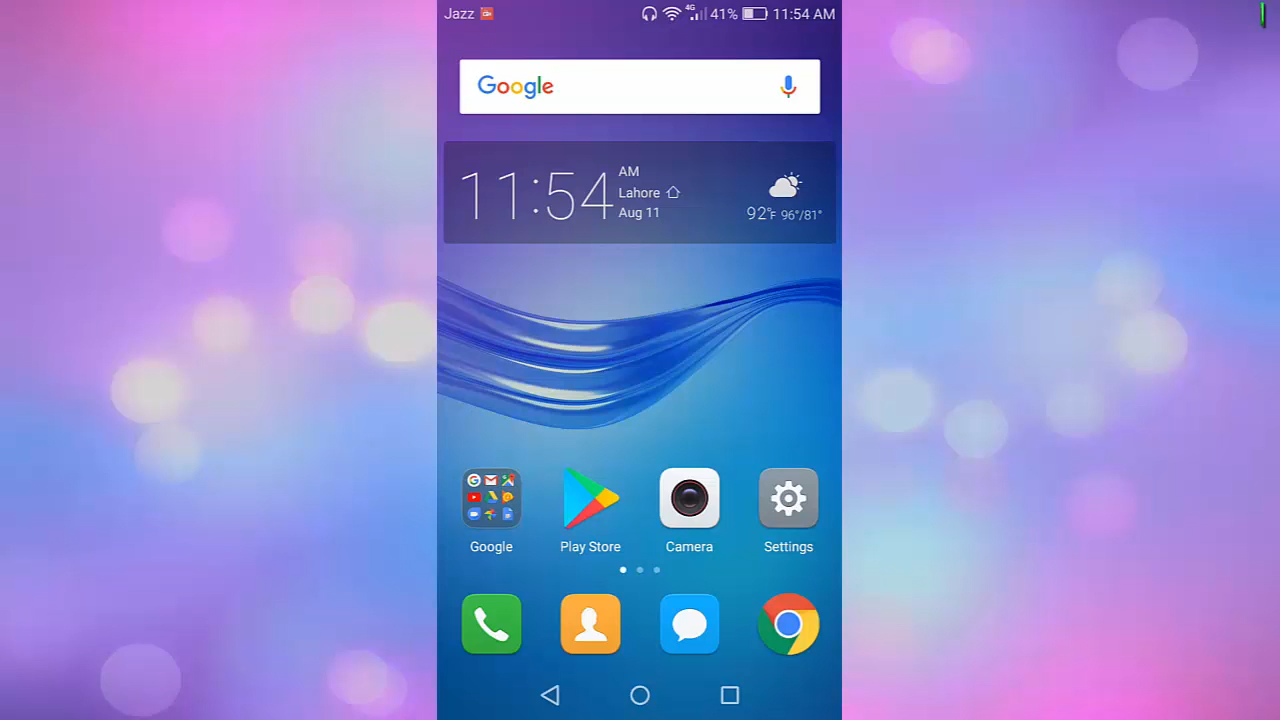 Jazz 4G 41% 11:54 AM
Google
11:54 AM
Lahore
Aug 11
92°F 96°/81°
Google Play Store Camera Settings